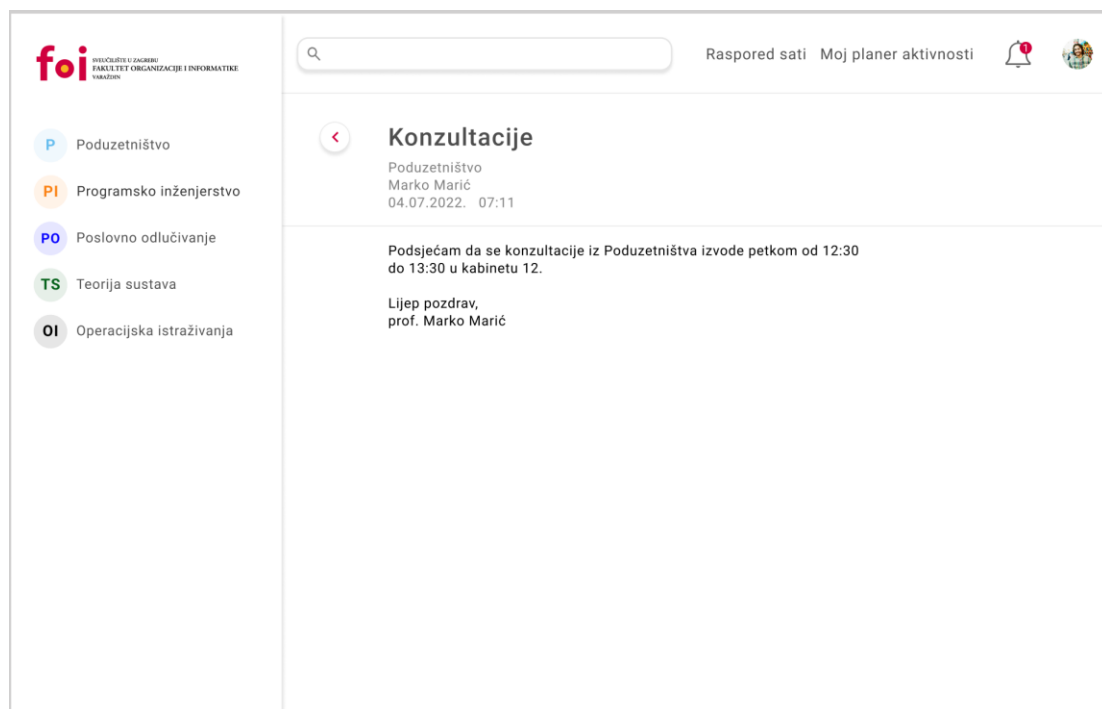 foi
SVEUČILIŠTE U ZAGREBU
FAKULTET ORGANIZACIJE I INFORMATIKE
VARAŽDIN
Raspored sati Moj planer aktivnosti
1
P Poduzetništvo
PI Programsko inženjerstvo
PO Poslovno odlučivanje
TS Teorija sustava
OI Operacijska istraživanja
Konzultacije
Poduzetništvo
Marko Marić
04.07.2022. 07:11
Podsjećam da se konzultacije iz Poduzetništva izvode petkom od 12:30
do 13:30 u kabinetu 12.
Lijep pozdrav,
prof. Marko Marić